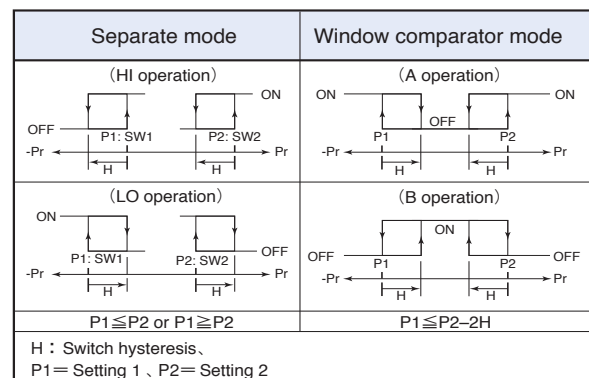 Separate mode
Window comparator mode
(HI operation)
ON
OFF
P1: SW1
P2: SW2
-Pr
Pr
H
H
(A operation)
ON
ON
OFF
P1
P2
-Pr
Pr
H
H
(LO operation)
ON
P1: SW1
P2: SW2
OFF
-Pr
Pr
H
H
(B operation)
ON
OFF
P1
P2
OFF
-Pr
Pr
H
H
P1≦P2 or P1≧P2
P1≦P2–2H
H：Switch hysteresis、
P1＝Setting 1 、P2＝Setting 2